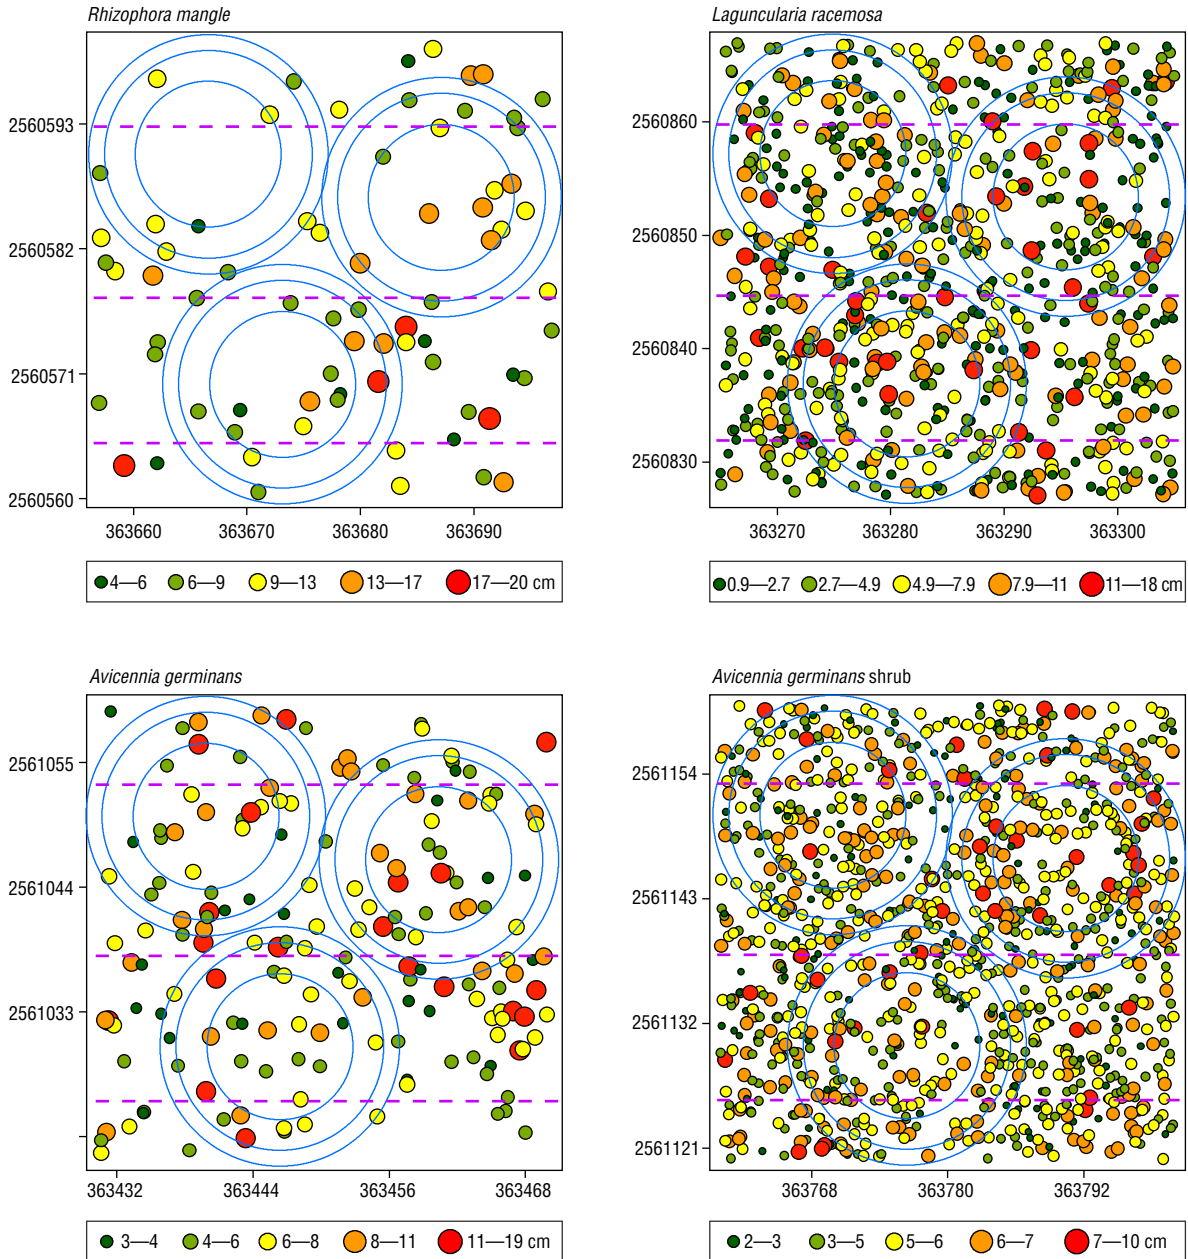 Rhizophora mangle
Laguncularia racemosa
2560593
2560582
2560571
2560560
363660 363670 363680 363690
2560860
2560850
2560840
2560830
363270 363280 363290 363300
4—6 6—9 9—13 13—17 17—20 cm
0.9—2.7 2.7—4.9 4.9—7.9 7.9—11 11—18 cm
Avicennia germinans
Avicennia germinans shrub
2561055
2561044
2561033
363432 363444 363456 363468
2561154
2561143
2561132
2561121
363768 363780 363792
3—4 4—6 6—8 8—11 11—19 cm
2—3 3—5 5—6 6—7 7—10 cm